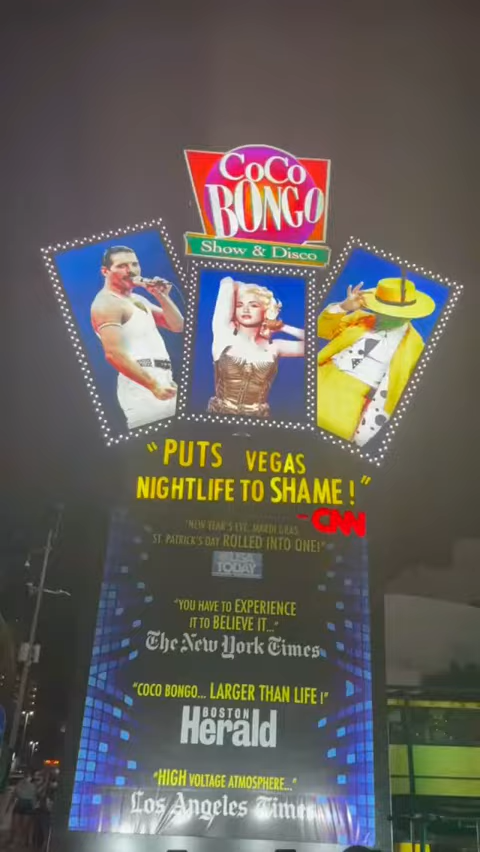 CoCo
BONGO
Show & Disco
"PUTS VEGAS
NIGHTLIFE TO SHAME!"
- CNN
"NEW YEAR'S EVE, MARDI GRAS
ST. PATRICK'S DAY ROLLED INTO ONE!"
USA
TODAY
"YOU HAVE TO EXPERIENCE
IT TO BELIEVE IT..."
The New York Times
"COCO BONGO... LARGER THAN LIFE!"
BOSTON
Herald
"HIGH VOLTAGE ATMOSPHERE..."
Los Angeles Times